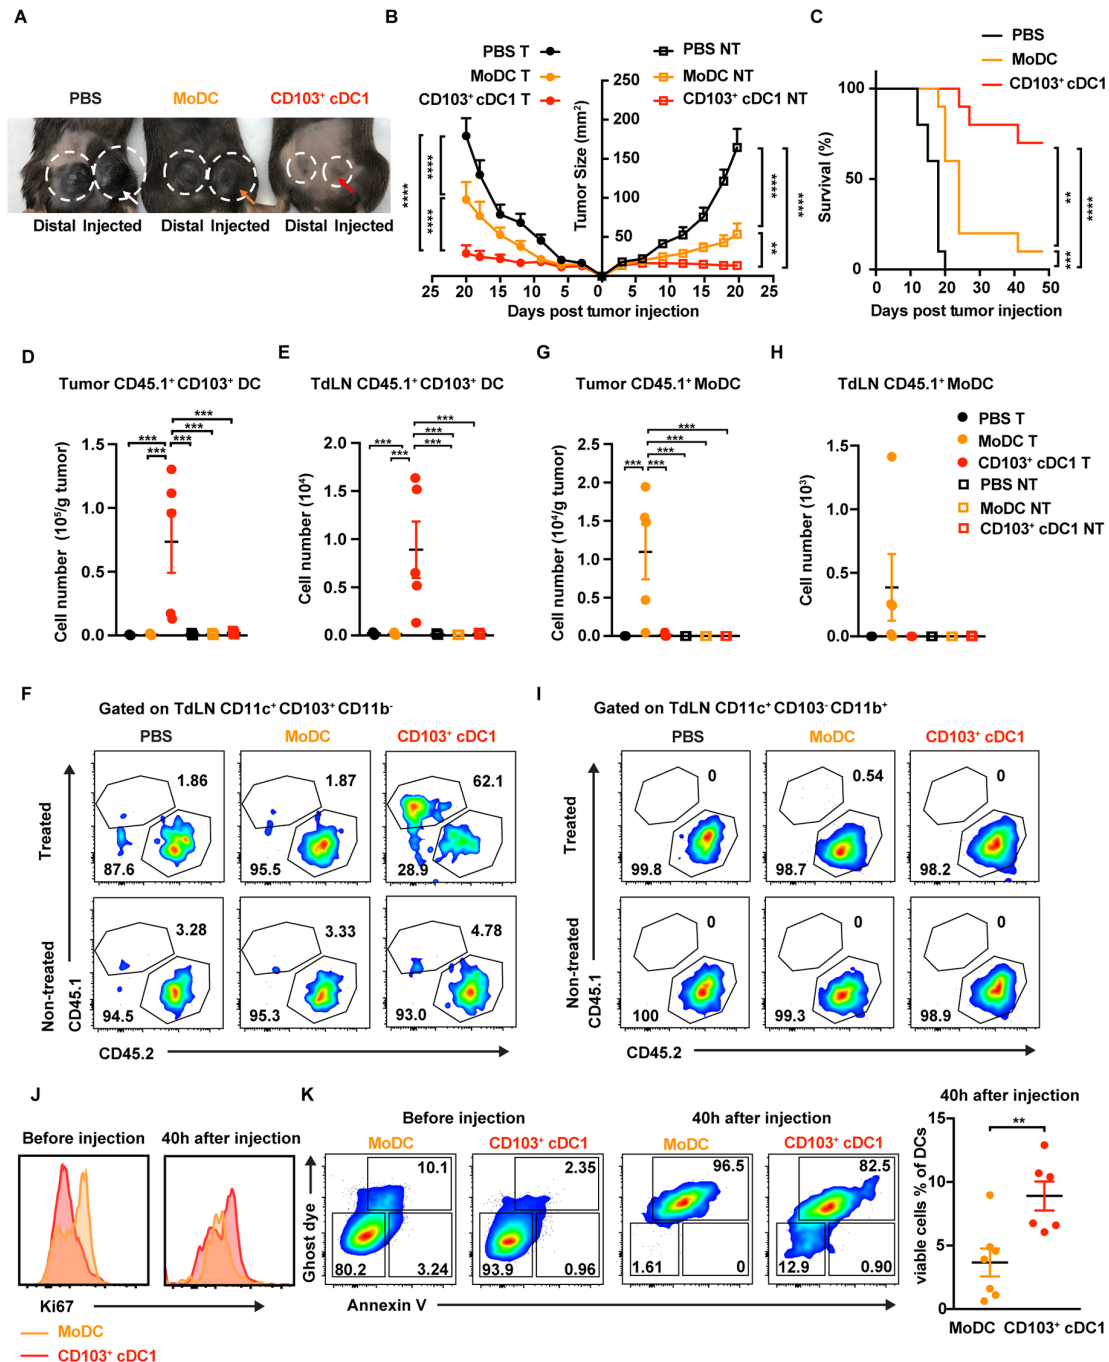 A
PBS
MoDC
CD103+ cDC1
Distal Injected
Distal Injected
Distal Injected
B
PBS T
MoDC T
CD103+ cDC1 T
PBS NT
MoDC NT
CD103+ cDC1 NT
Tumor Size (mm2)
250
200
150
100
50
****
****
****
****
**
****
25 20 15 10 5 0 5 10 15 20 25
Days post tumor injection
C
PBS
MoDC
CD103+ cDC1
Survival (%)
100
50
0
**
***
****
0 10 20 30 40 50
Days post tumor injection
D
Tumor CD45.1+ CD103+ DC
Cell number (105/g tumor)
1.5
1.0
0.5
0.0
***
***
***
***
***
E
TdLN CD45.1+ CD103+ DC
Cell number (104)
2.0
1.5
1.0
0.5
0.0
***
***
***
***
***
G
Tumor CD45.1+ MoDC
Cell number (104/g tumor)
2.5
2.0
1.5
1.0
0.5
0.0
***
***
***
***
***
H
TdLN CD45.1+ MoDC
Cell number (103)
1.5
1.0
0.5
0.0
PBS T
MoDC T
CD103+ cDC1 T
PBS NT
MoDC NT
CD103+ cDC1 NT
F
Gated on TdLN CD11c+ CD103+ CD11b-
PBS
MoDC
CD103+ cDC1
Treated
1.86
87.6
1.87
95.5
62.1
28.9
Non-treated
3.28
94.5
3.33
95.3
4.78
93.0
CD45.1
CD45.2
I
Gated on TdLN CD11c+ CD103- CD11b+
PBS
MoDC
CD103+ cDC1
Treated
0
99.8
0.54
98.7
0
98.2
Non-treated
0
100
0
99.3
0
98.9
CD45.1
CD45.2
J
Before injection
40h after injection
Ki67
MoDC
CD103+ cDC1
K
Before injection
40h after injection
MoDC
CD103+ cDC1
MoDC
CD103+ cDC1
Ghost dye
10.1
80.2
3.24
2.35
93.9
0.96
96.5
1.61
0
82.5
12.9
0.90
Annexin V
40h after injection
viable cells % of DCs
15
10
5
0
**
MoDC CD103+ cDC1